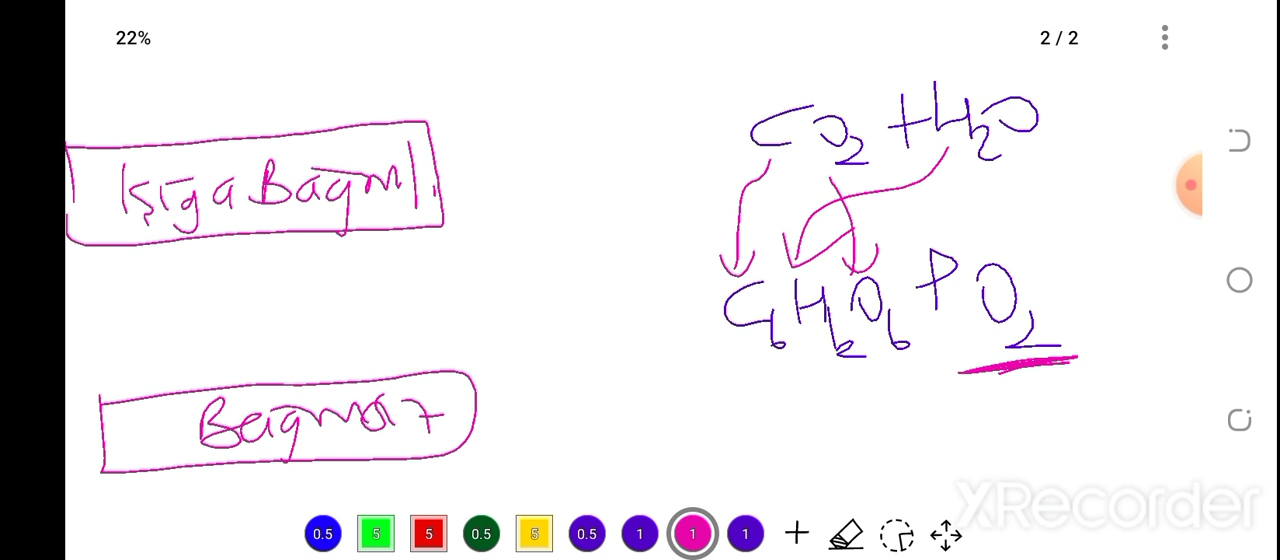 22%
2 / 2
CO2 + H2O
Işığa Bağıml
C6H12O6 + O2
Bağımsız
0.5 5 5 0.5 5 0.5 1 1 1
XRecorder